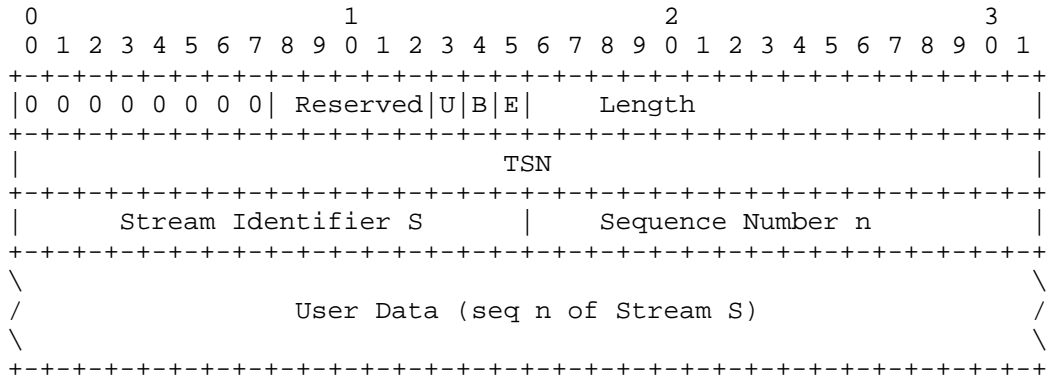 0                   1                   2                   3
 0 1 2 3 4 5 6 7 8 9 0 1 2 3 4 5 6 7 8 9 0 1 2 3 4 5 6 7 8 9 0 1
+-+-+-+-+-+-+-+-+-+-+-+-+-+-+-+-+-+-+-+-+-+-+-+-+-+-+-+-+-+-+-+-+
|0 0 0 0 0 0 0 0| Reserved|U|B|E|    Length                     |
+-+-+-+-+-+-+-+-+-+-+-+-+-+-+-+-+-+-+-+-+-+-+-+-+-+-+-+-+-+-+-+-+
|                              TSN                              |
+-+-+-+-+-+-+-+-+-+-+-+-+-+-+-+-+-+-+-+-+-+-+-+-+-+-+-+-+-+-+-+-+
|      Stream Identifier S      |    Sequence Number n          |
+-+-+-+-+-+-+-+-+-+-+-+-+-+-+-+-+-+-+-+-+-+-+-+-+-+-+-+-+-+-+-+-+
\                                                               \
/                 User Data (seq n of Stream S)                 /
\                                                               \
+-+-+-+-+-+-+-+-+-+-+-+-+-+-+-+-+-+-+-+-+-+-+-+-+-+-+-+-+-+-+-+-+